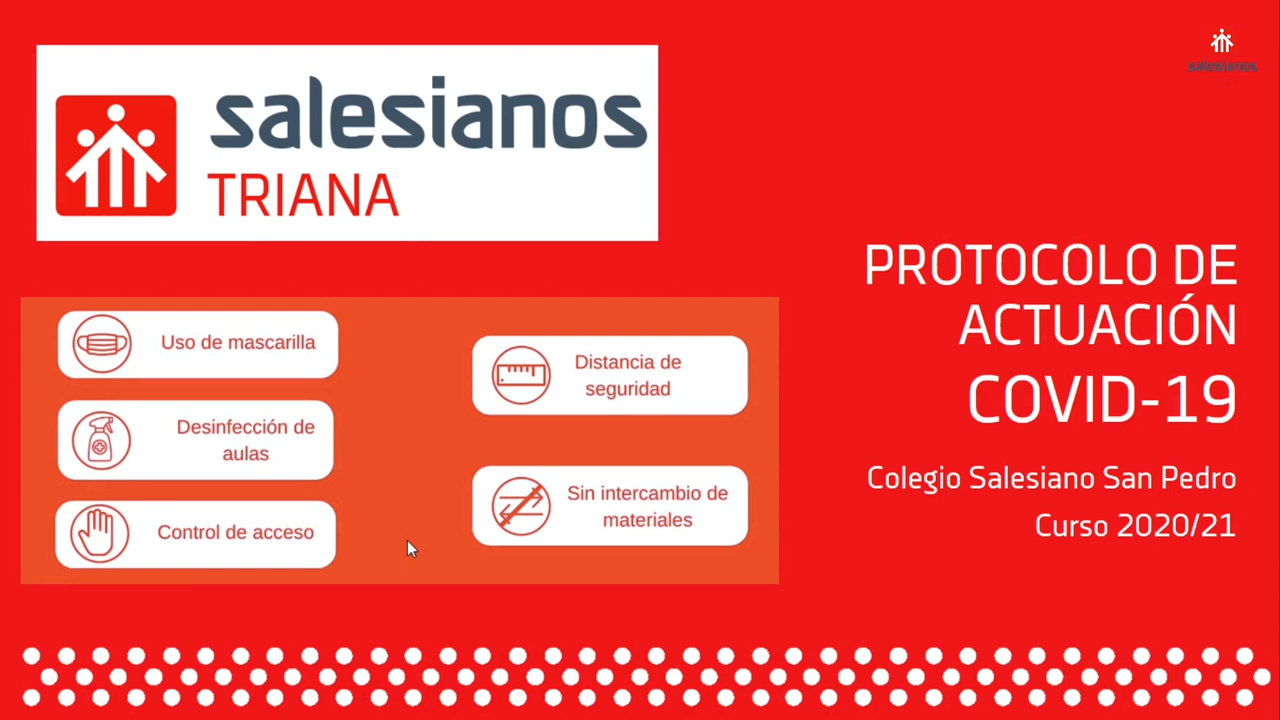 salesianos
TRIANA
salesianos
PROTOCOLO DE
ACTUACIÓN
COVID-19
Colegio Salesiano San Pedro
Curso 2020/21
Uso de mascarilla
Desinfección de
aulas
Control de acceso
Distancia de
seguridad
Sin intercambio de
materiales